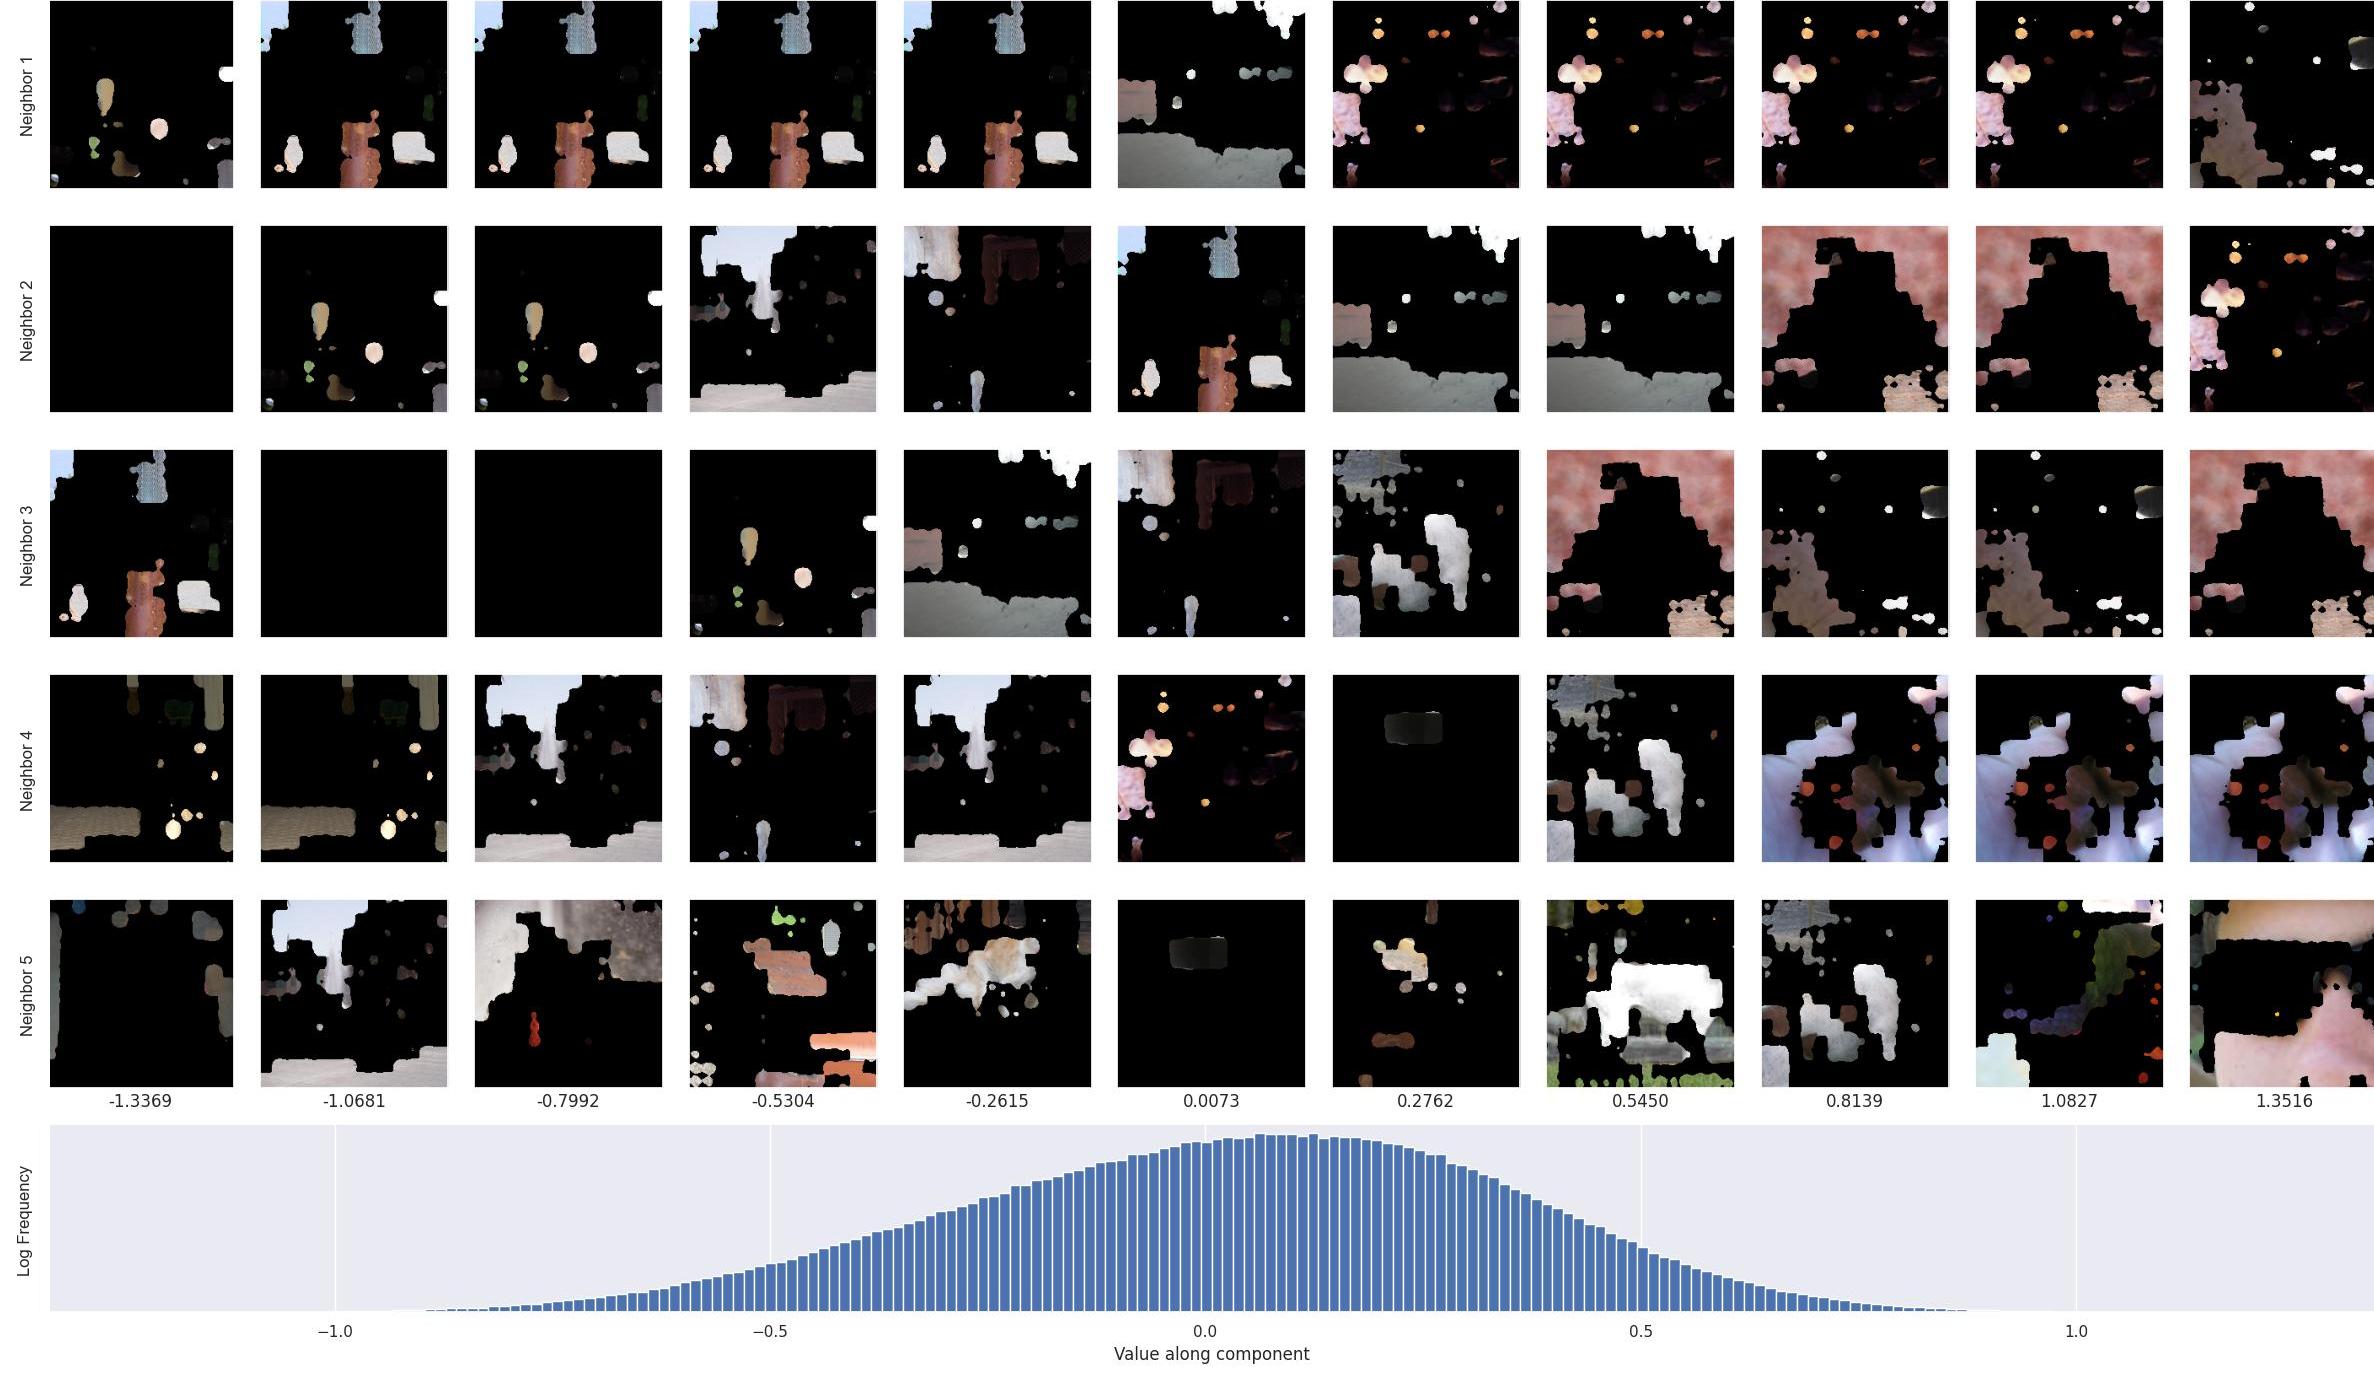 Neighbor 1
Neighbor 2
Neighbor 3
Neighbor 4
Neighbor 5
-1.3369 -1.0681 -0.7992 -0.5304 -0.2615 0.0073 0.2762 0.5450 0.8139 1.0827 1.3516
Log Frequency
−1.0 −0.5 0.0 0.5 1.0
Value along component